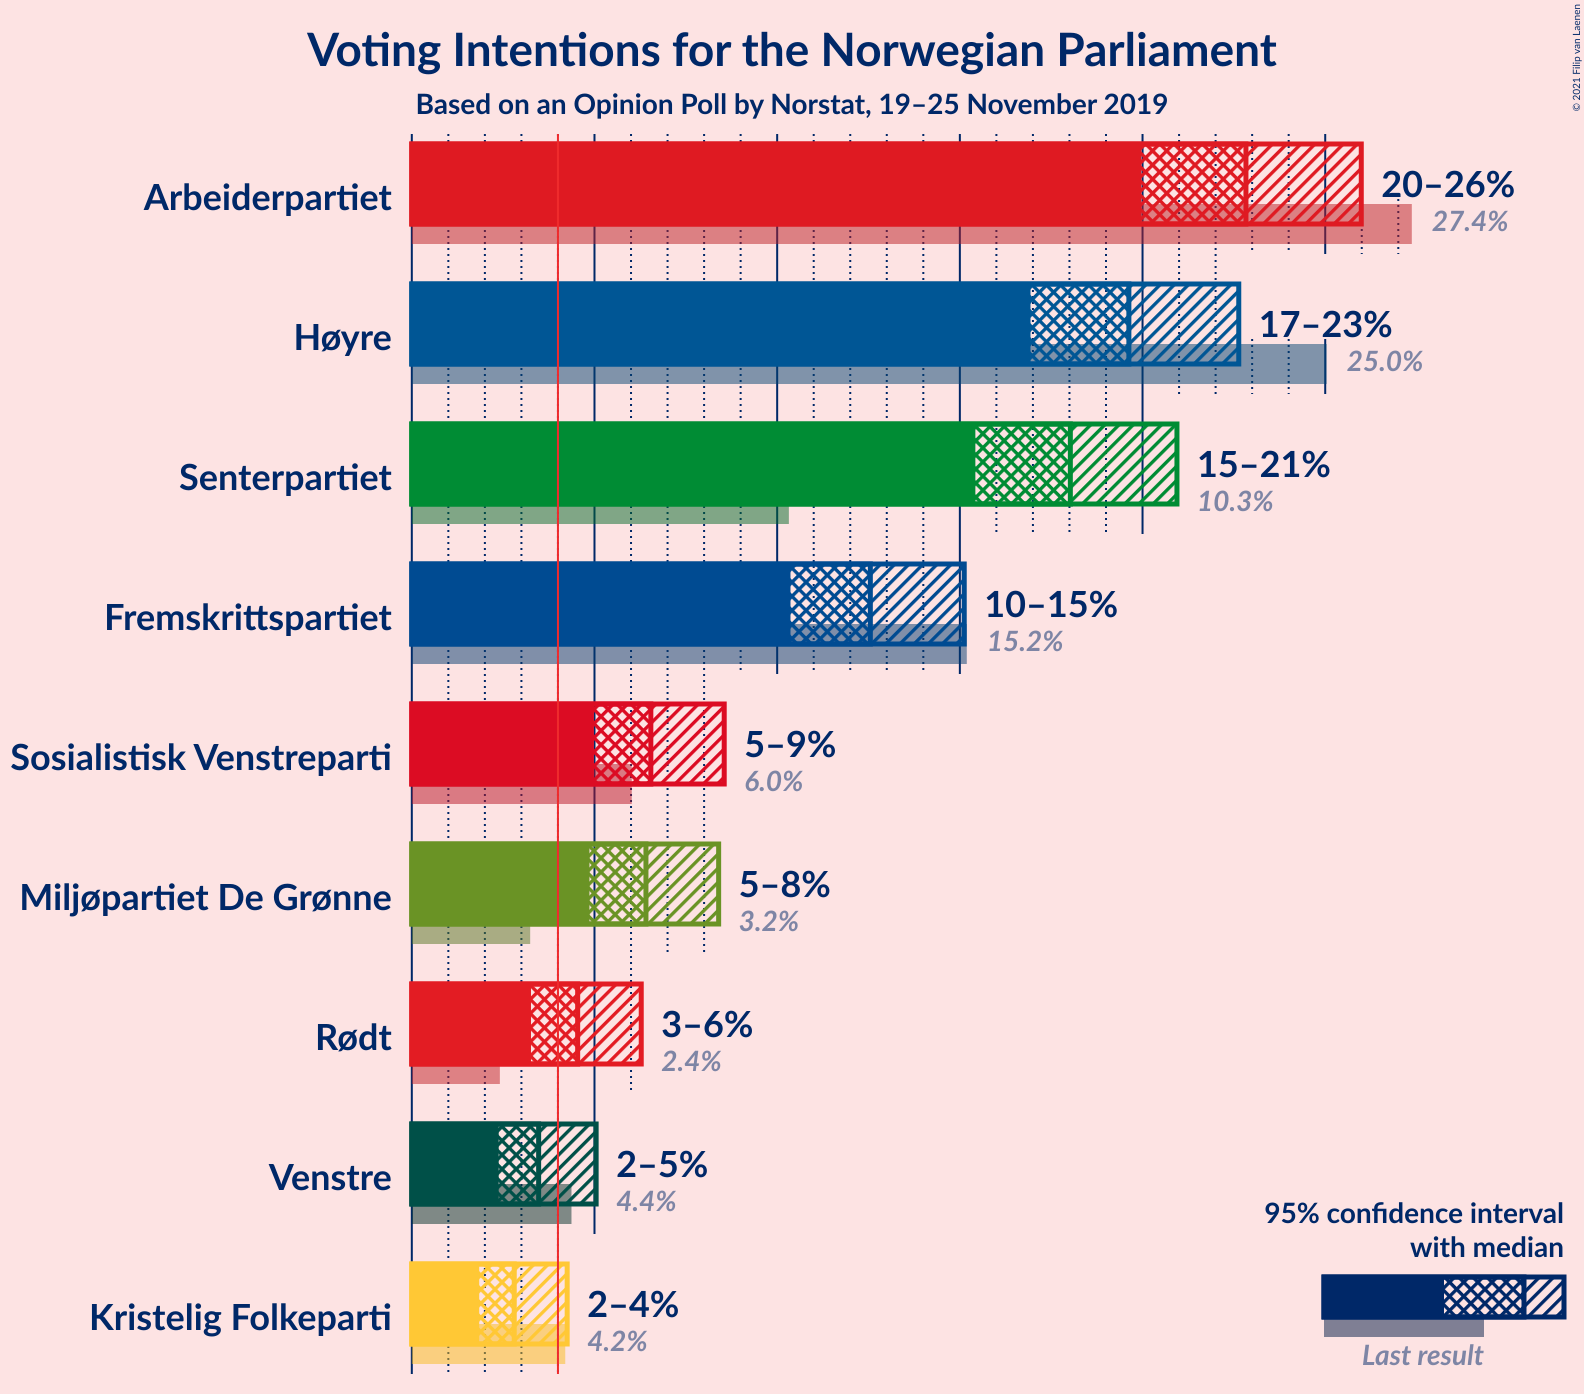 Voting Intentions for the Norwegian Parliament
Based on an Opinion Poll by Norstat, 19–25 November 2019
© 2021 Filip van Laenen
Arbeiderpartiet
20–26%
27.4%
Høyre
17–23%
25.0%
Senterpartiet
15–21%
10.3%
Fremskrittspartiet
10–15%
15.2%
Sosialistisk Venstreparti
5–9%
6.0%
Miljøpartiet De Grønne
5–8%
3.2%
Rødt
3–6%
2.4%
Venstre
2–5%
4.4%
Kristelig Folkeparti
2–4%
4.2%
95% confidence interval
with median
Last result